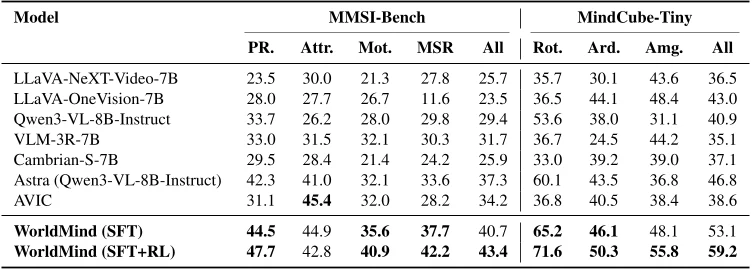 Model MMSI-Bench MindCube-Tiny
PR. Attr. Mot. MSR All Rot. Ard. Amg. All
LLaVA-NeXT-Video-7B 23.5 30.0 21.3 27.8 25.7 35.7 30.1 43.6 36.5
LLaVA-OneVision-7B 28.0 27.7 26.7 11.6 23.5 36.5 44.1 48.4 43.0
Qwen3-VL-8B-Instruct 33.7 26.2 28.0 29.8 29.4 53.6 38.0 31.1 40.9
VLM-3R-7B 33.0 31.5 32.1 30.3 31.7 36.7 24.5 44.2 35.1
Cambrian-S-7B 29.5 28.4 21.4 24.2 25.9 33.0 39.2 39.0 37.1
Astra (Qwen3-VL-8B-Instruct) 42.3 41.0 32.1 33.6 37.3 60.1 43.5 36.8 46.8
AVIC 31.1 45.4 32.0 28.2 34.2 36.8 40.5 38.4 38.6
WorldMind (SFT) 44.5 44.9 35.6 37.7 40.7 65.2 46.1 48.1 53.1
WorldMind (SFT+RL) 47.7 42.8 40.9 42.2 43.4 71.6 50.3 55.8 59.2